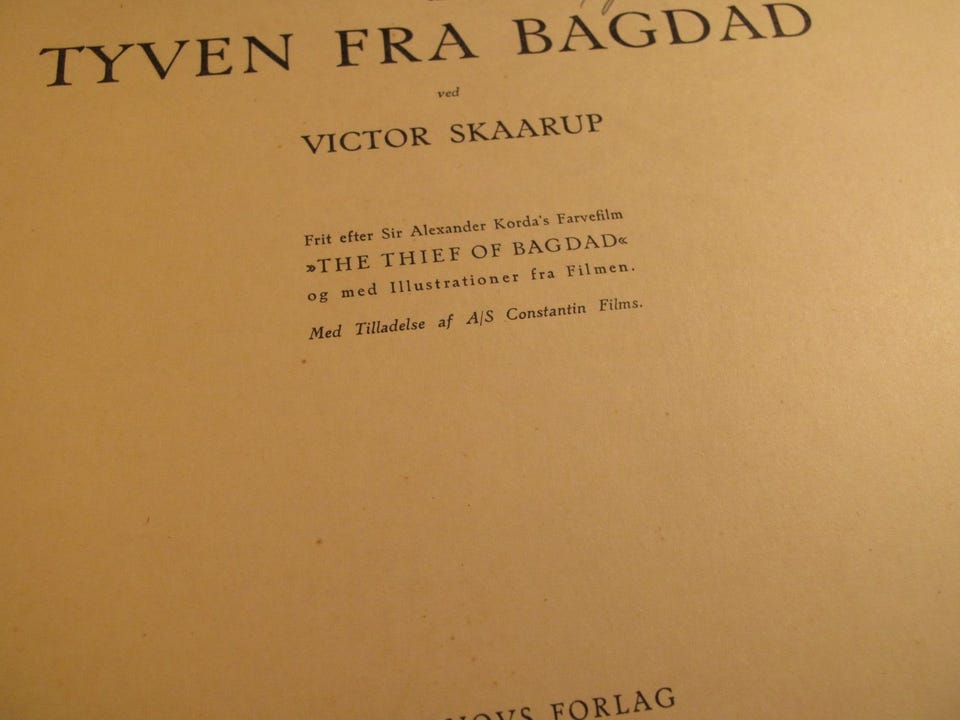 TYVEN FRA BAGDAD
ved
VICTOR SKAARUP
Frit efter Sir Alexander Korda's Farvefilm
»THE THIEF OF BAGDAD«
og med Illustrationer fra Filmen.
Med Tilladelse af A/S Constantin Films.
FORLAG